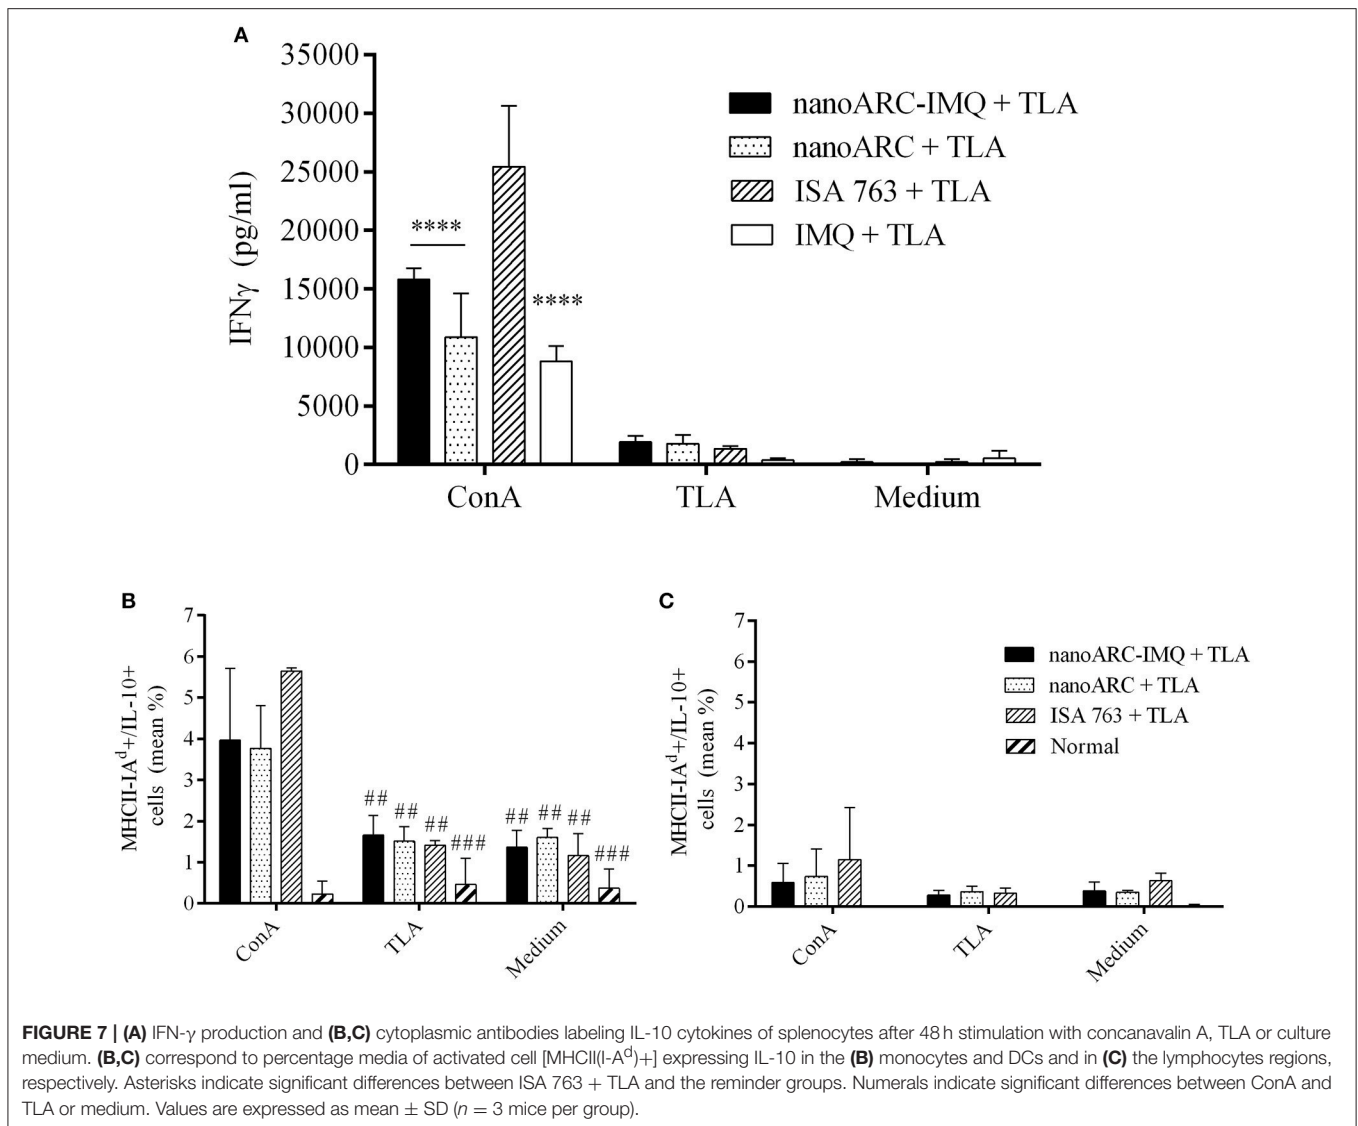 A
35000
30000
25000
20000
15000
10000
5000
0
IFNγ (pg/ml)
****
****
nanoARC-IMQ + TLA
nanoARC + TLA
ISA 763 + TLA
IMQ + TLA
ConA
TLA
Medium
B
7
6
5
4
3
2
1
0
MHCII-IAᵈ+/IL-10+
cells (mean %)
## ## ## ###
## ## ## ###
ConA
TLA
Medium
C
7
6
5
4
3
2
1
0
MHCII-IAᵈ+/IL-10+
cells (mean %)
nanoARC-IMQ + TLA
nanoARC + TLA
ISA 763 + TLA
Normal
ConA
TLA
Medium
FIGURE 7 | (A) IFN-γ production and (B,C) cytoplasmic antibodies labeling IL-10 cytokines of splenocytes after 48 h stimulation with concanavalin A, TLA or culture
medium. (B,C) correspond to percentage media of activated cell [MHCII(I-Aᵈ)+] expressing IL-10 in the (B) monocytes and DCs and in (C) the lymphocytes regions,
respectively. Asterisks indicate significant differences between ISA 763 + TLA and the reminder groups. Numerals indicate significant differences between ConA and
TLA or medium. Values are expressed as mean ± SD (n = 3 mice per group).